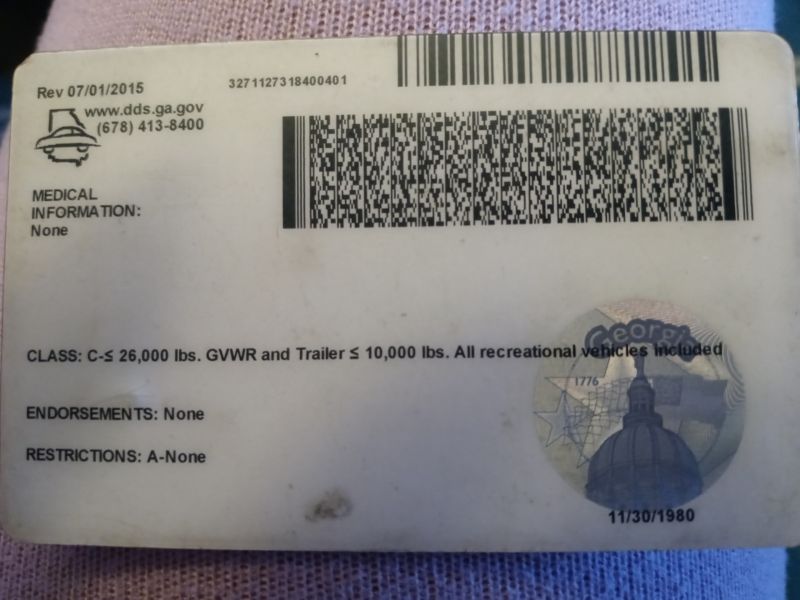 Rev 07/01/2015
3271127318400401
www.dds.ga.gov
(678) 413-8400
MEDICAL
INFORMATION:
None
CLASS: C-≤ 26,000 lbs. GVWR and Trailer ≤ 10,000 lbs. All recreational vehicles included
Georgia
1776
ENDORSEMENTS: None
RESTRICTIONS: A-None
11/30/1980